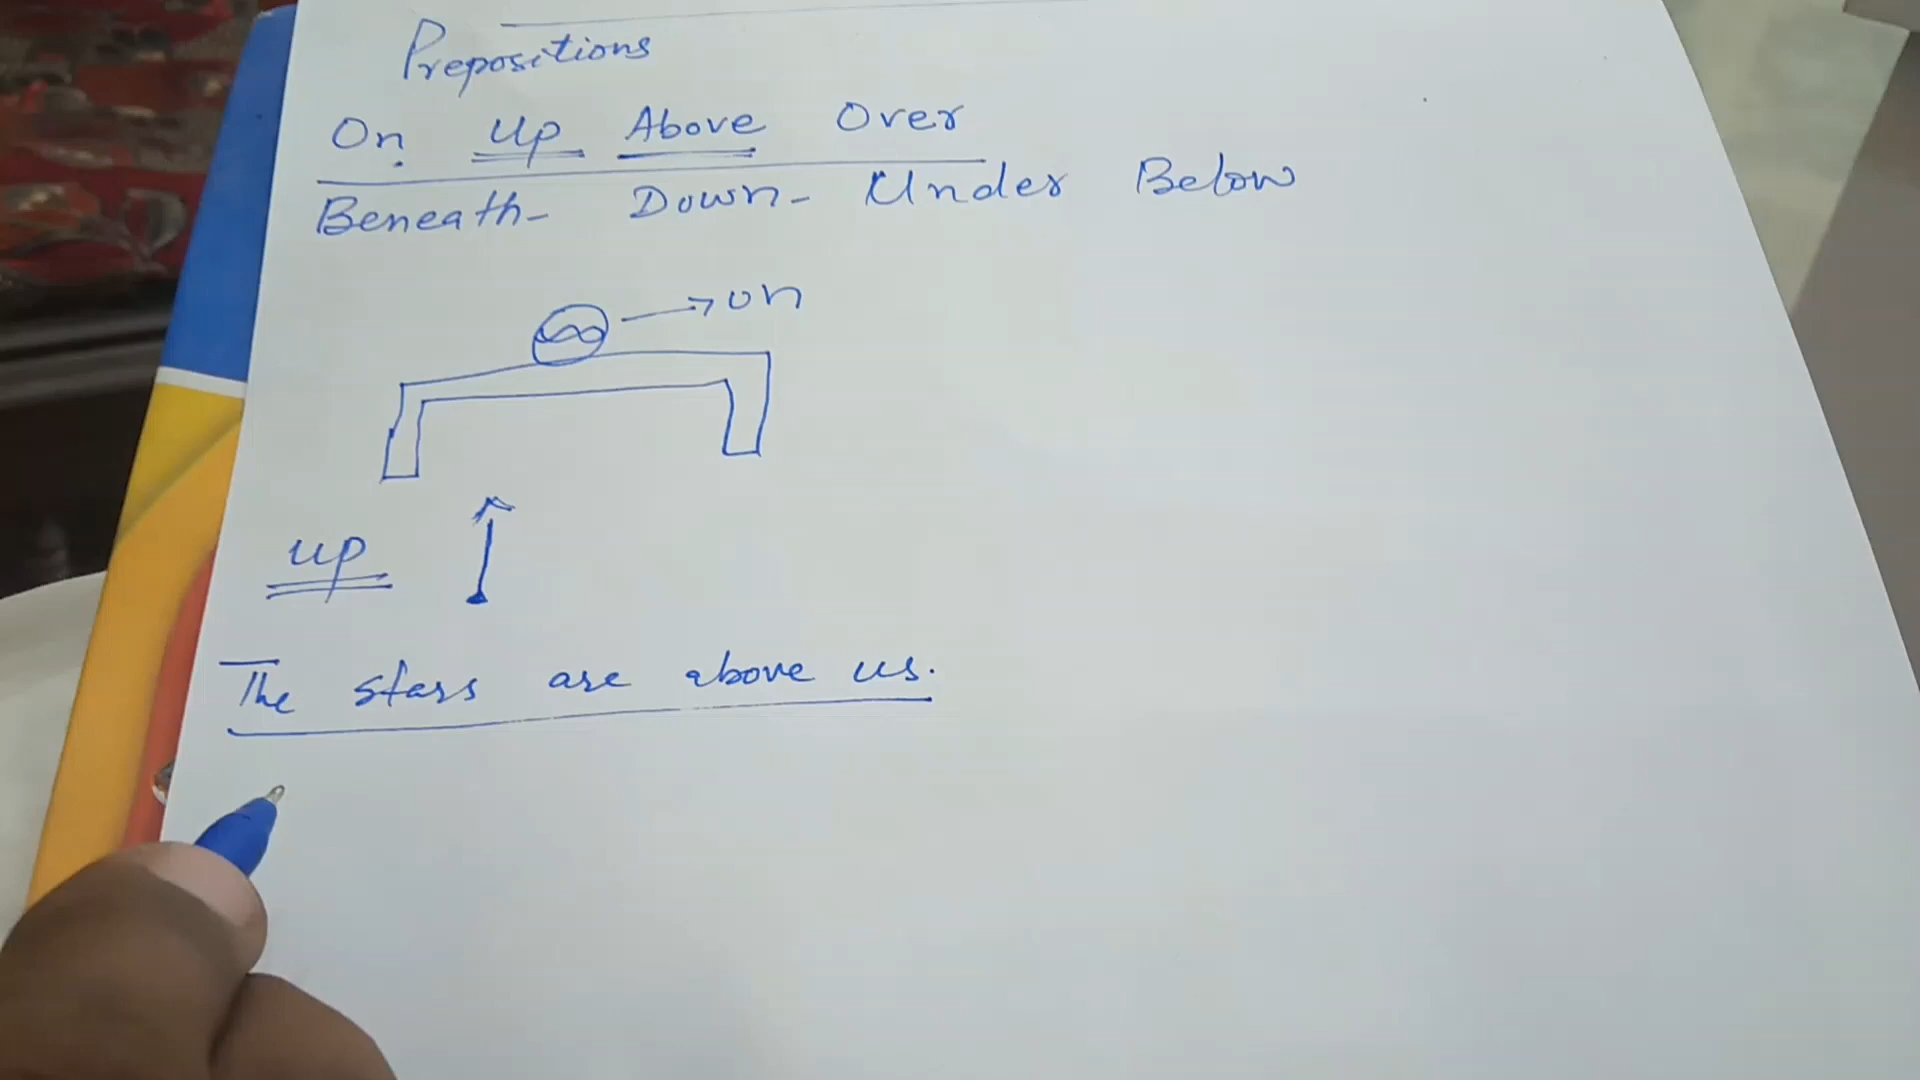 Prepositions
On Up Above Over
Beneath- Down- Under Below
→ on
up
The stars are above us.